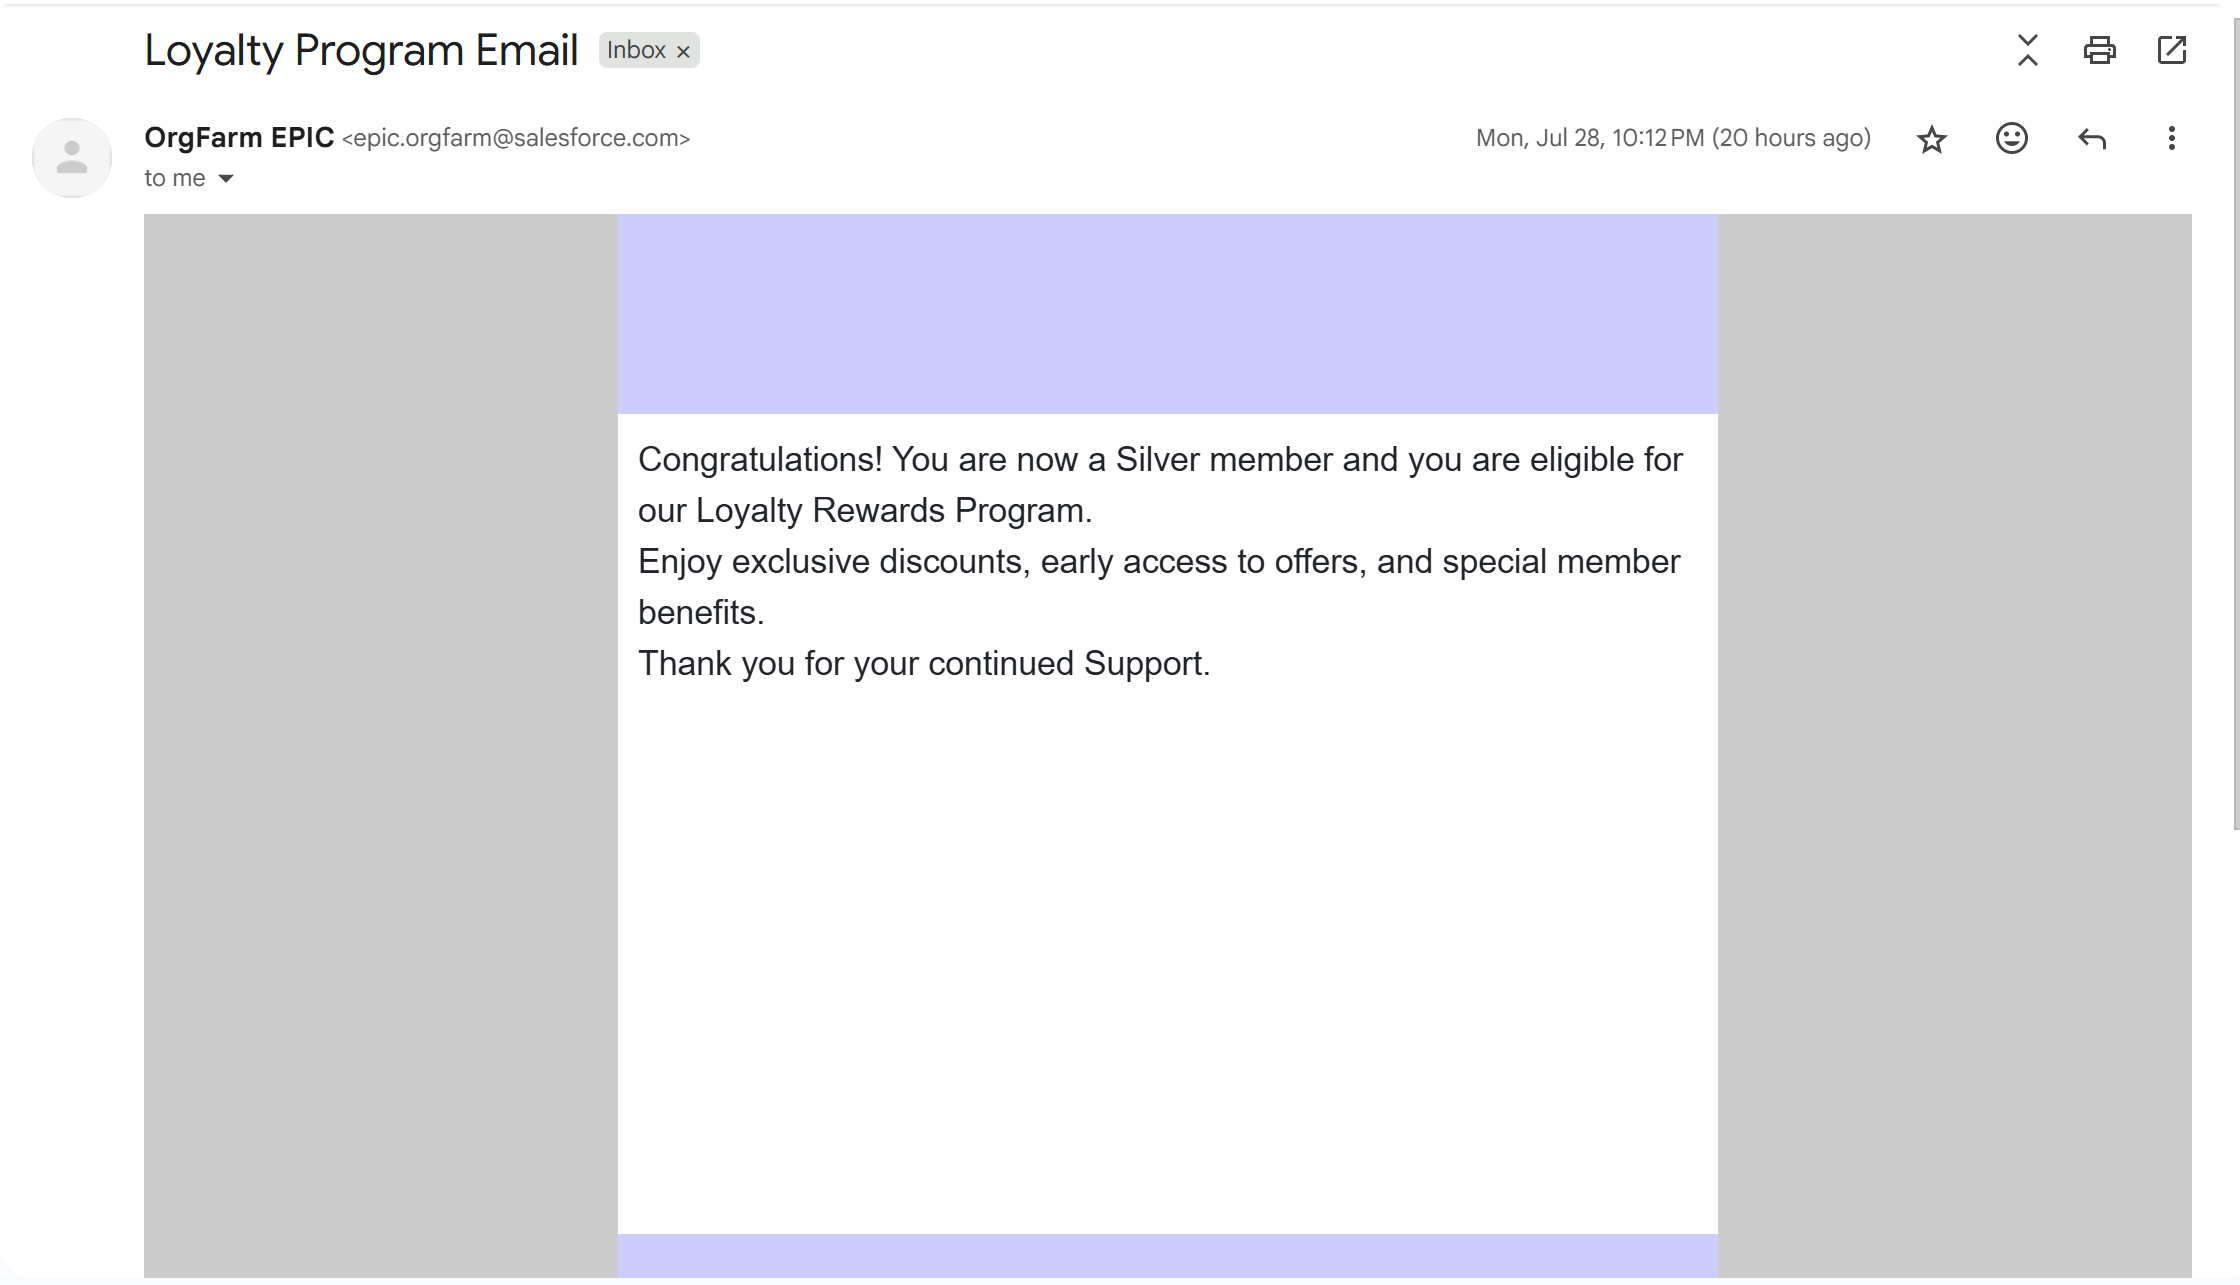 Loyalty Program Email Inbox ×
OrgFarm EPIC <epic.orgfarm@salesforce.com> Mon, Jul 28, 10:12 PM (20 hours ago)
to me
Congratulations! You are now a Silver member and you are eligible for
our Loyalty Rewards Program.
Enjoy exclusive discounts, early access to offers, and special member
benefits.
Thank you for your continued Support.